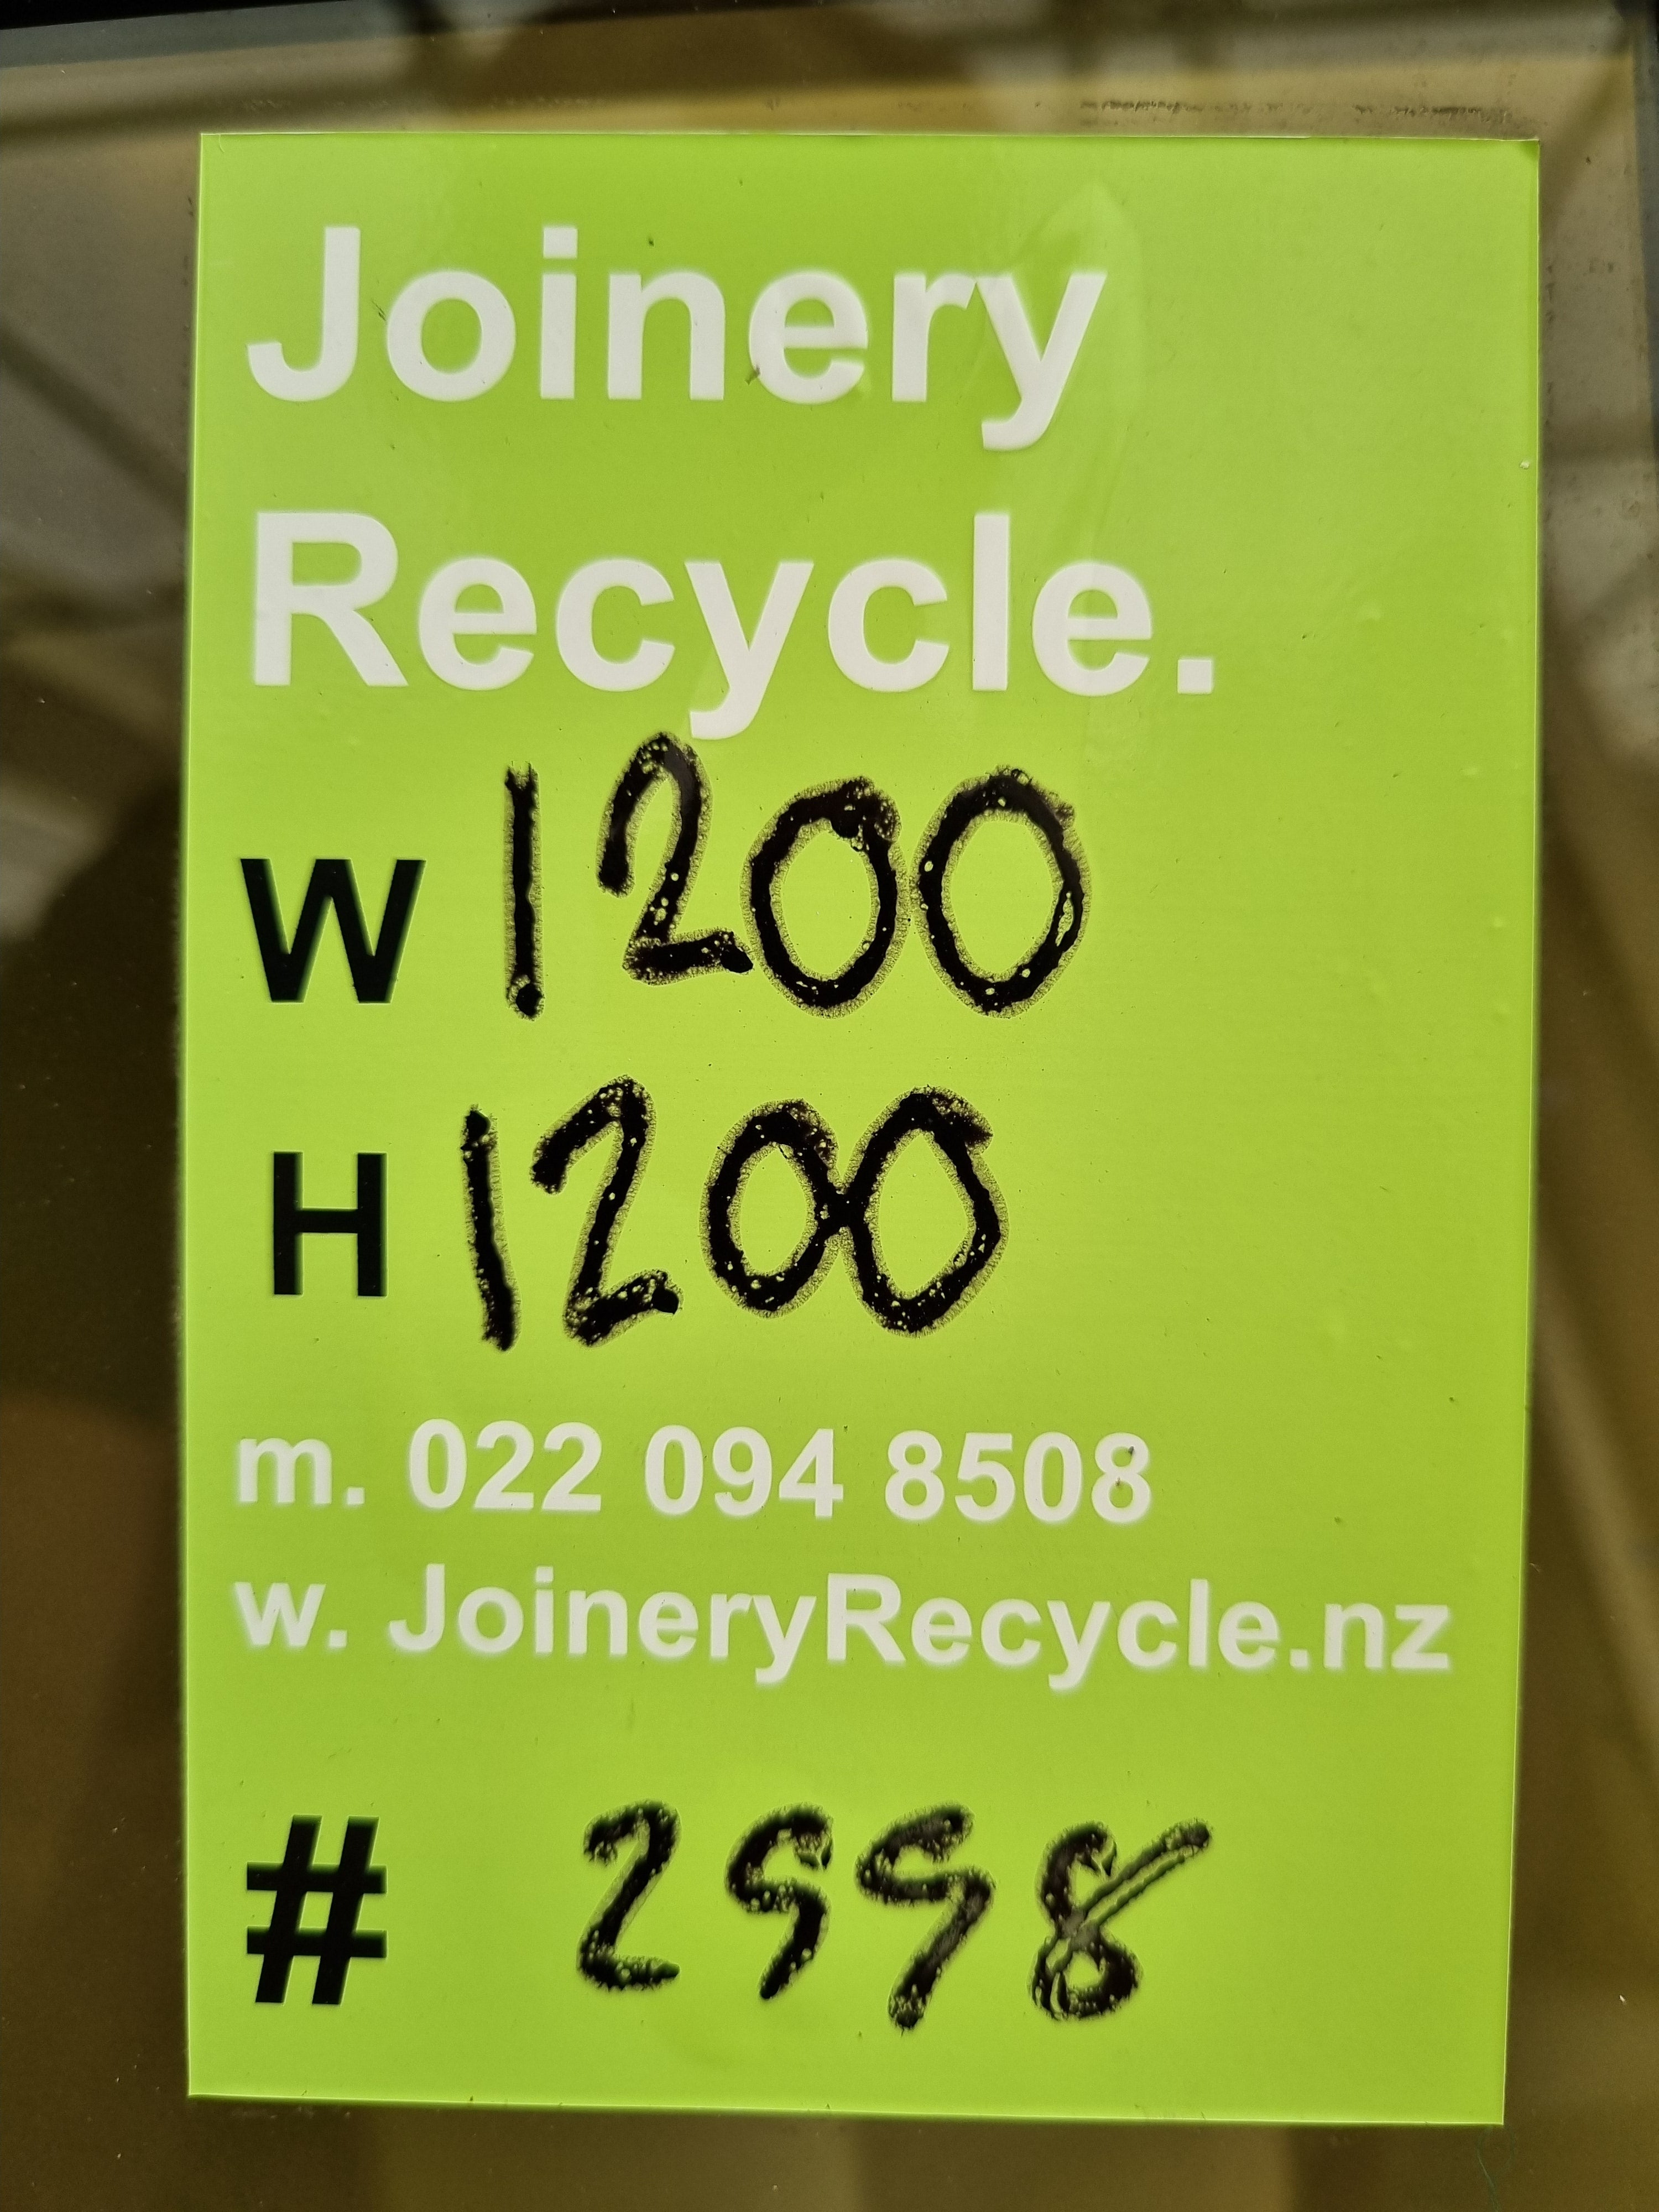 Joinery
Recycle.
W 1200
H 1200
m. 022 094 8508
w. JoineryRecycle.nz
# 2998